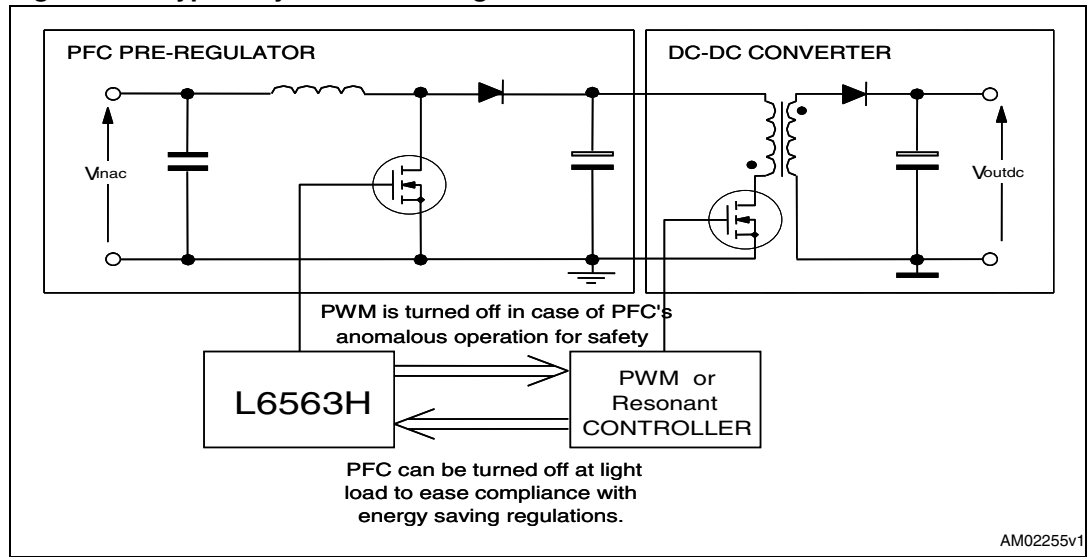 PFC PRE-REGULATOR
DC-DC CONVERTER
Vinac
Voutdc
PWM is turned off in case of PFC's
anomalous operation for safety
L6563H
PWM or
Resonant
CONTROLLER
PFC can be turned off at light
load to ease compliance with
energy saving regulations.
AM02255v1